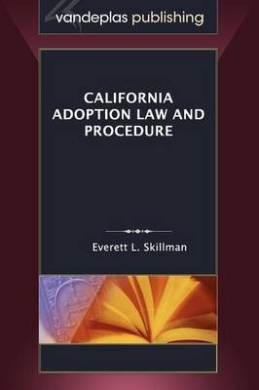 vandeplas publishing
CALIFORNIA
ADOPTION LAW AND
PROCEDURE
Everett L. Skillman